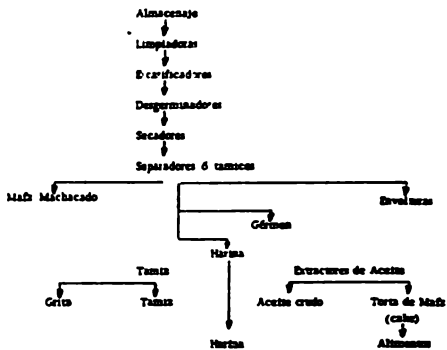 Almacenaje
Limpiadoras
Escarificadores
Desgerminadores
Secadores
Separadores ó tamices
Maíz Machacado
Envolturas
Gérmen
Harina
Tamiz
Extractores de Aceite
Grits
Tamiz
Aceite crudo
Torta de Maíz
(cake)
Harina
Alimentos